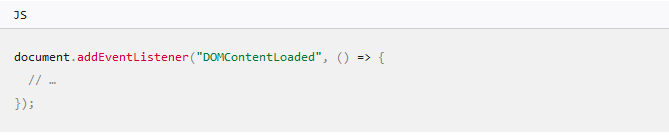 JS
document.addEventListener("DOMContentLoaded", () => {
  // …
});